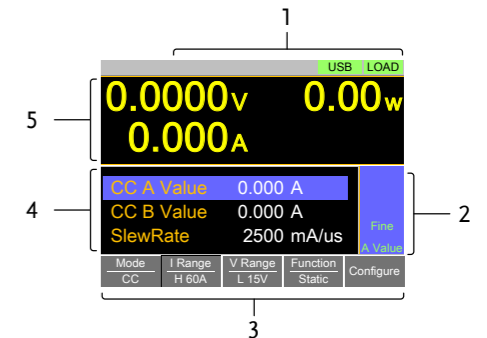 1
USB LOAD
0.0000V 0.00W
0.000A
5
CC A Value 0.000 A
CC B Value 0.000 A
SlewRate 2500 mA/us
4
Fine
A Value
2
Mode I Range V Range Function Configure
CC H 60A L 15V Static
3